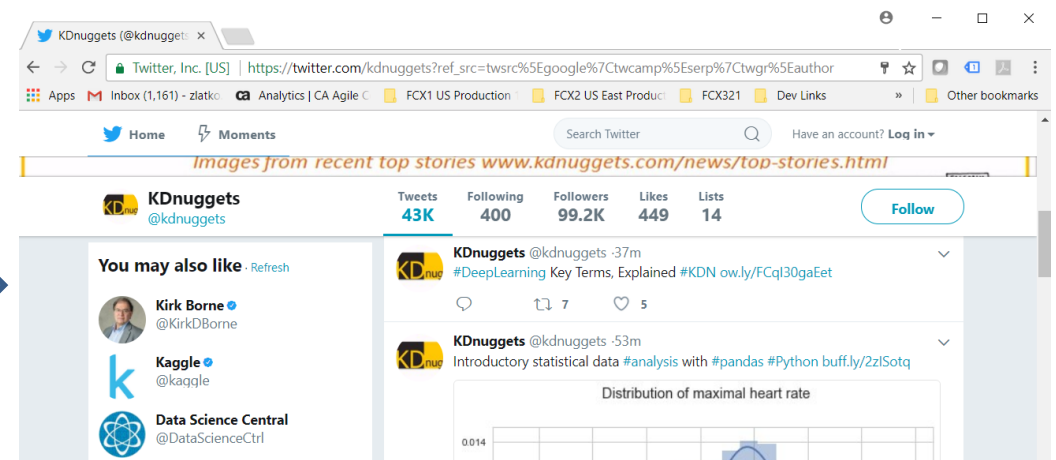 KDnuggets (@kdnuggets
Twitter, Inc. [US] | https://twitter.com/kdnuggets?ref_src=twsrc%5Egoogle%7Ctwcamp%5Eserp%7Ctwgr%5Eauthor
Apps Inbox (1,161) - zlatko Analytics | CA Agile C FCX1 US Production FCX2 US East Product FCX321 Dev Links » Other bookmarks
Home Moments Search Twitter Have an account? Log in
Images from recent top stories www.kdnuggets.com/news/top-stories.html
KDnuggets
@kdnuggets
Tweets Following Followers Likes Lists
43K 400 99.2K 449 14
Follow
You may also like · Refresh
Kirk Borne
@KirkDBorne
Kaggle
@kaggle
Data Science Central
@DataScienceCtrl
KDnuggets @kdnuggets ·37m
#DeepLearning Key Terms, Explained #KDN ow.ly/FCqI30gaEet
7 5
KDnuggets @kdnuggets ·53m
Introductory statistical data #analysis with #pandas #Python buff.ly/2zISotq
Distribution of maximal heart rate
0.014